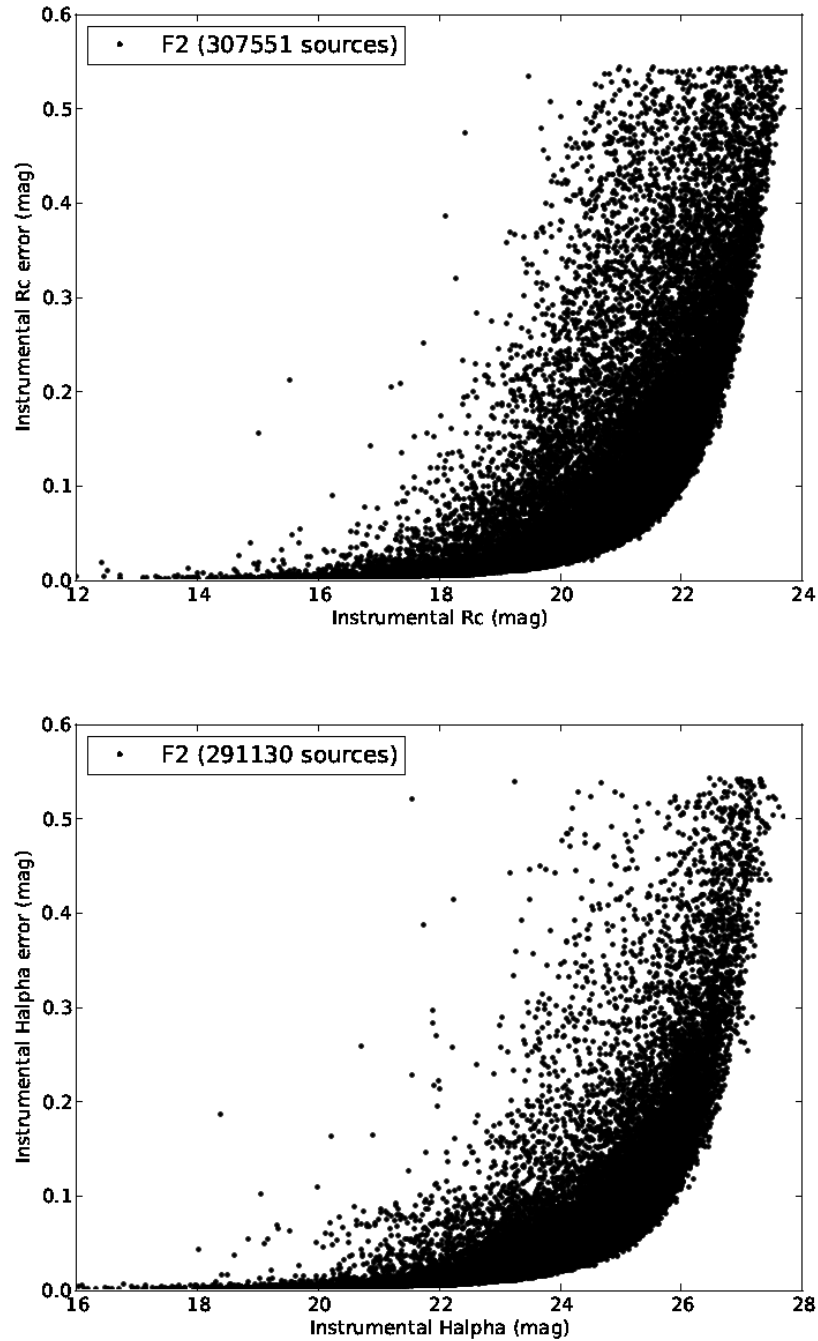 0.6
F2 (307551 sources)
0.5
0.4
0.3
0.2
0.1
0.0
Instrumental Rc error (mag)
12 14 16 18 20 22 24
Instrumental Rc (mag)
0.6
F2 (291130 sources)
0.5
0.4
0.3
0.2
0.1
0.0
Instrumental Halpha error (mag)
16 18 20 22 24 26 28
Instrumental Halpha (mag)